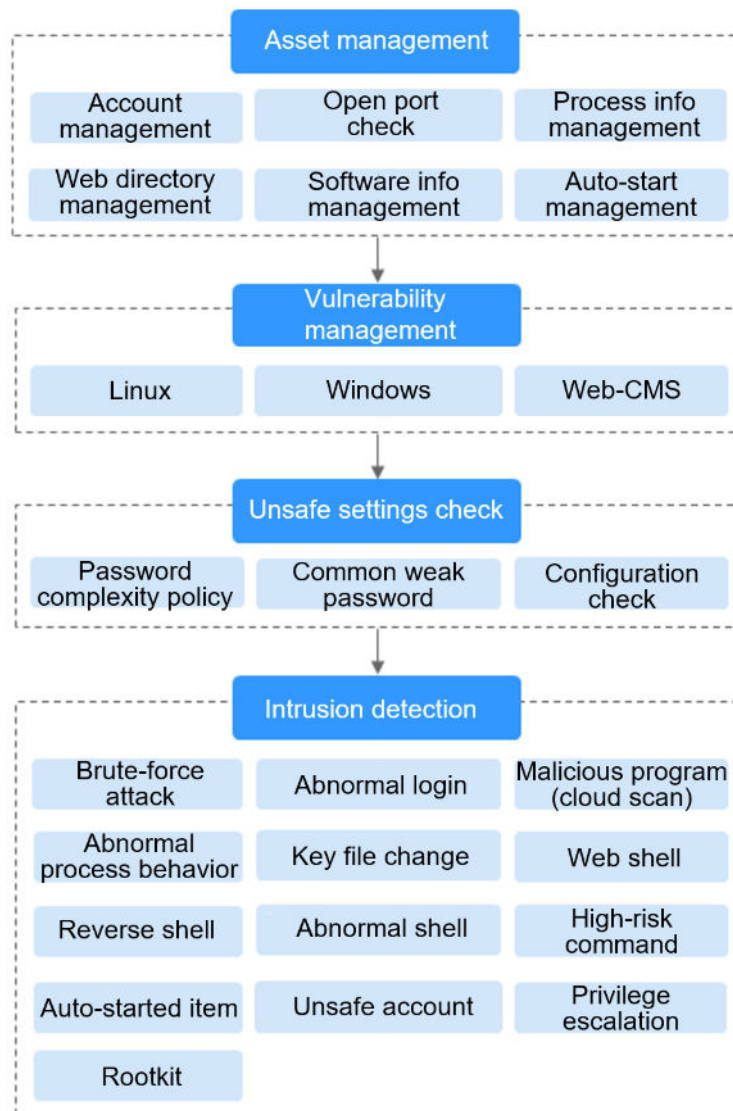 Asset management
Account
management
Open port
check
Process info
management
Web directory
management
Software info
management
Auto-start
management
Vulnerability
management
Linux
Windows
Web-CMS
Unsafe settings check
Password
complexity policy
Common weak
password
Configuration
check
Intrusion detection
Brute-force
attack
Abnormal login
Malicious program
(cloud scan)
Abnormal
process behavior
Key file change
Web shell
Reverse shell
Abnormal shell
High-risk
command
Auto-started item
Unsafe account
Privilege
escalation
Rootkit